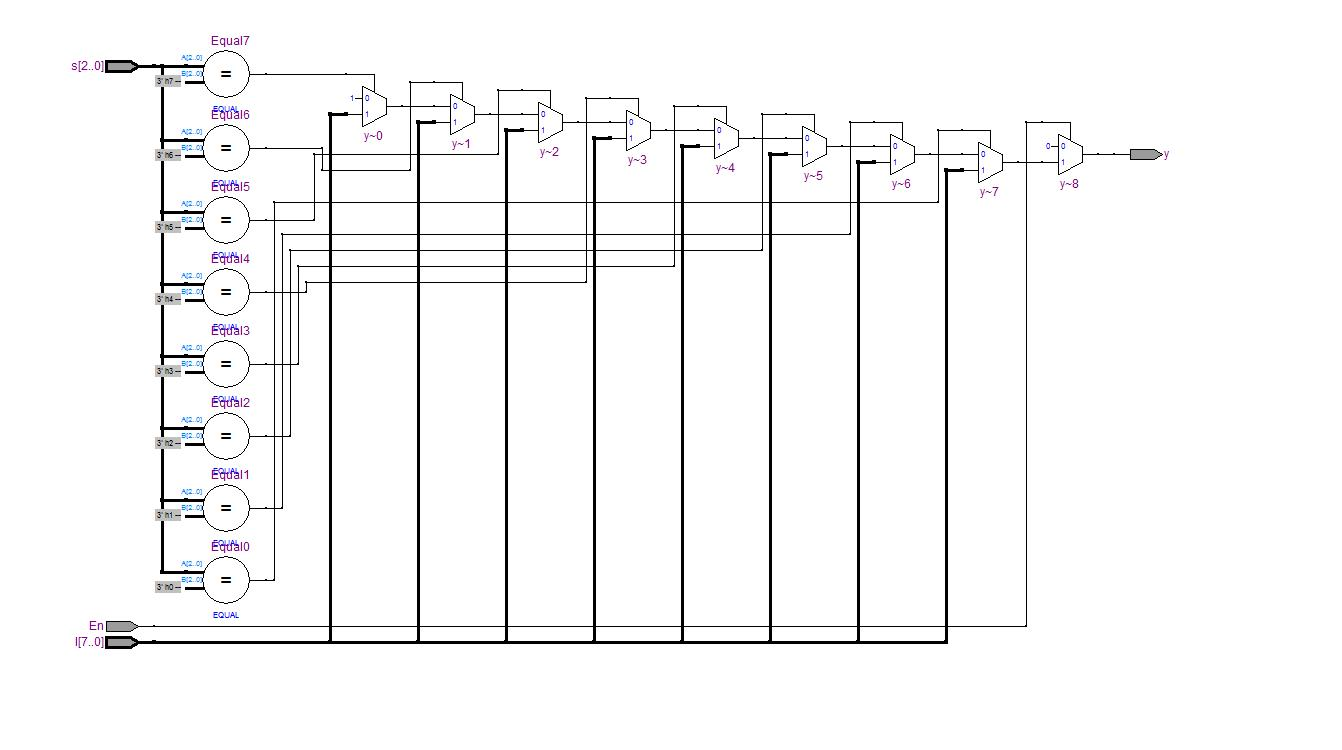 Equal7
s[2..0]
A[2..0]
B[2..0]
3' h7
=
EQUAL
Equal6
A[2..0]
B[2..0]
3' h6
=
EQUAL
Equal5
A[2..0]
B[2..0]
3' h5
=
EQUAL
Equal4
A[2..0]
B[2..0]
3' h4
=
EQUAL
Equal3
A[2..0]
B[2..0]
3' h3
=
EQUAL
Equal2
A[2..0]
B[2..0]
3' h2
=
EQUAL
Equal1
A[2..0]
B[2..0]
3' h1
=
EQUAL
Equal0
A[2..0]
B[2..0]
3' h0
=
EQUAL
En
I[7..0]
1
0
1
y~0
0
1
y~1
0
1
y~2
0
1
y~3
0
1
y~4
0
1
y~5
0
1
y~6
0
1
y~7
0
0
1
y~8
y